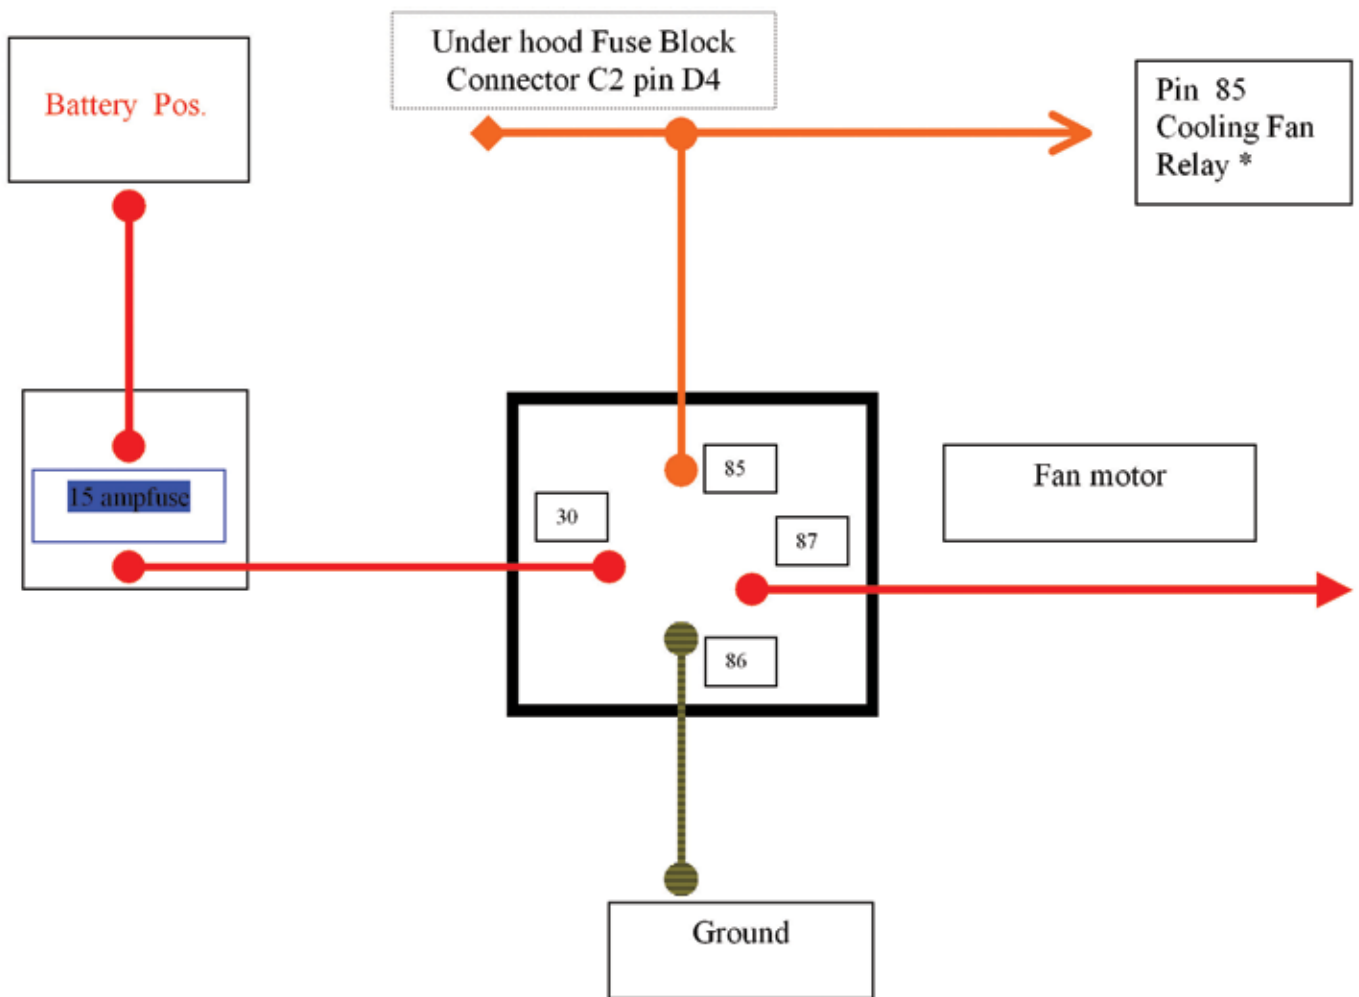 Under hood Fuse Block
Connector C2 pin D4
Battery Pos.
Pin 85
Cooling Fan
Relay *
15 ampfuse
85
30
87
86
Fan motor
Ground